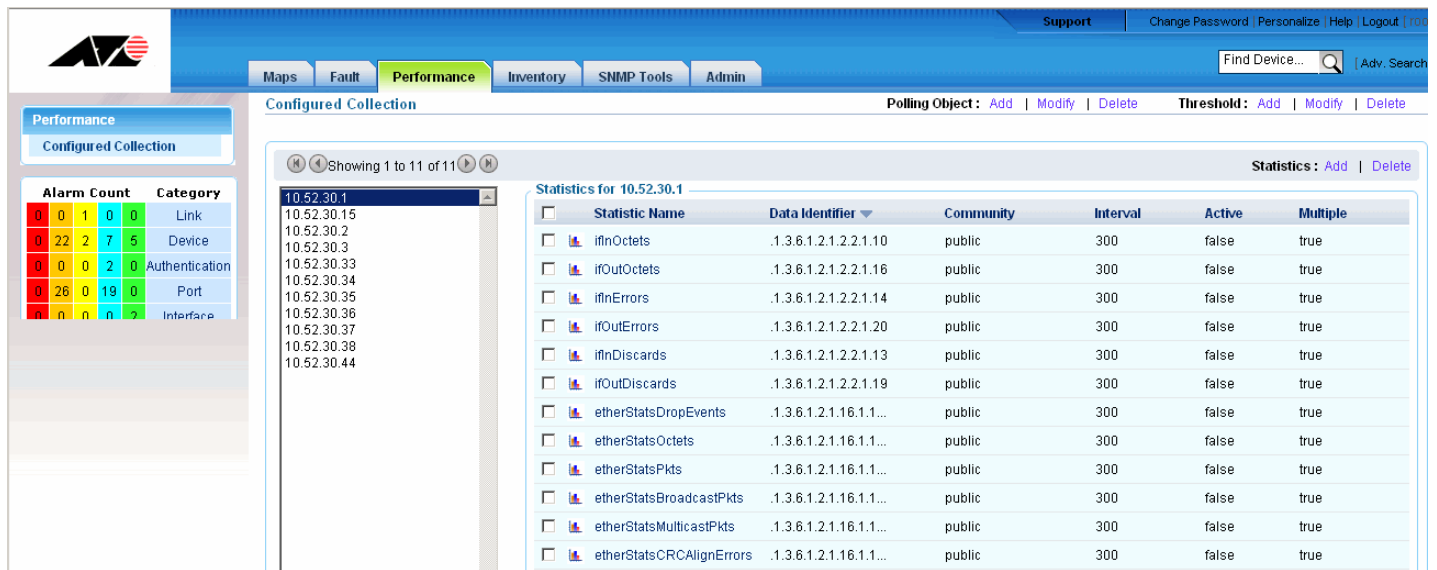 Support Change Password | Personalize | Help | Logout [
Find Device... [ Adv. Search
Maps Fault Performance Inventory SNMP Tools Admin
Configured Collection Polling Object : Add | Modify | Delete Threshold : Add | Modify | Delete
Performance
Configured Collection
Showing 1 to 11 of 11 Statistics : Add | Delete
Alarm Count Category
0 0 1 0 0 Link
0 22 2 7 5 Device
0 0 0 2 0 Authentication
0 26 0 19 0 Port
0 0 0 0 2 Interface
10.52.30.1
10.52.30.15
10.52.30.2
10.52.30.3
10.52.30.33
10.52.30.34
10.52.30.35
10.52.30.36
10.52.30.37
10.52.30.38
10.52.30.44
Statistics for 10.52.30.1
Statistic Name Data Identifier Community Interval Active Multiple
ifInOctets .1.3.6.1.2.1.2.2.1.10 public 300 false true
ifOutOctets .1.3.6.1.2.1.2.2.1.16 public 300 false true
ifInErrors .1.3.6.1.2.1.2.2.1.14 public 300 false true
ifOutErrors .1.3.6.1.2.1.2.2.1.20 public 300 false true
ifInDiscards .1.3.6.1.2.1.2.2.1.13 public 300 false true
ifOutDiscards .1.3.6.1.2.1.2.2.1.19 public 300 false true
etherStatsDropEvents .1.3.6.1.2.1.16.1.1... public 300 false true
etherStatsOctets .1.3.6.1.2.1.16.1.1... public 300 false true
etherStatsPkts .1.3.6.1.2.1.16.1.1... public 300 false true
etherStatsBroadcastPkts .1.3.6.1.2.1.16.1.1... public 300 false true
etherStatsMulticastPkts .1.3.6.1.2.1.16.1.1... public 300 false true
etherStatsCRCAlignErrors .1.3.6.1.2.1.16.1.1... public 300 false true